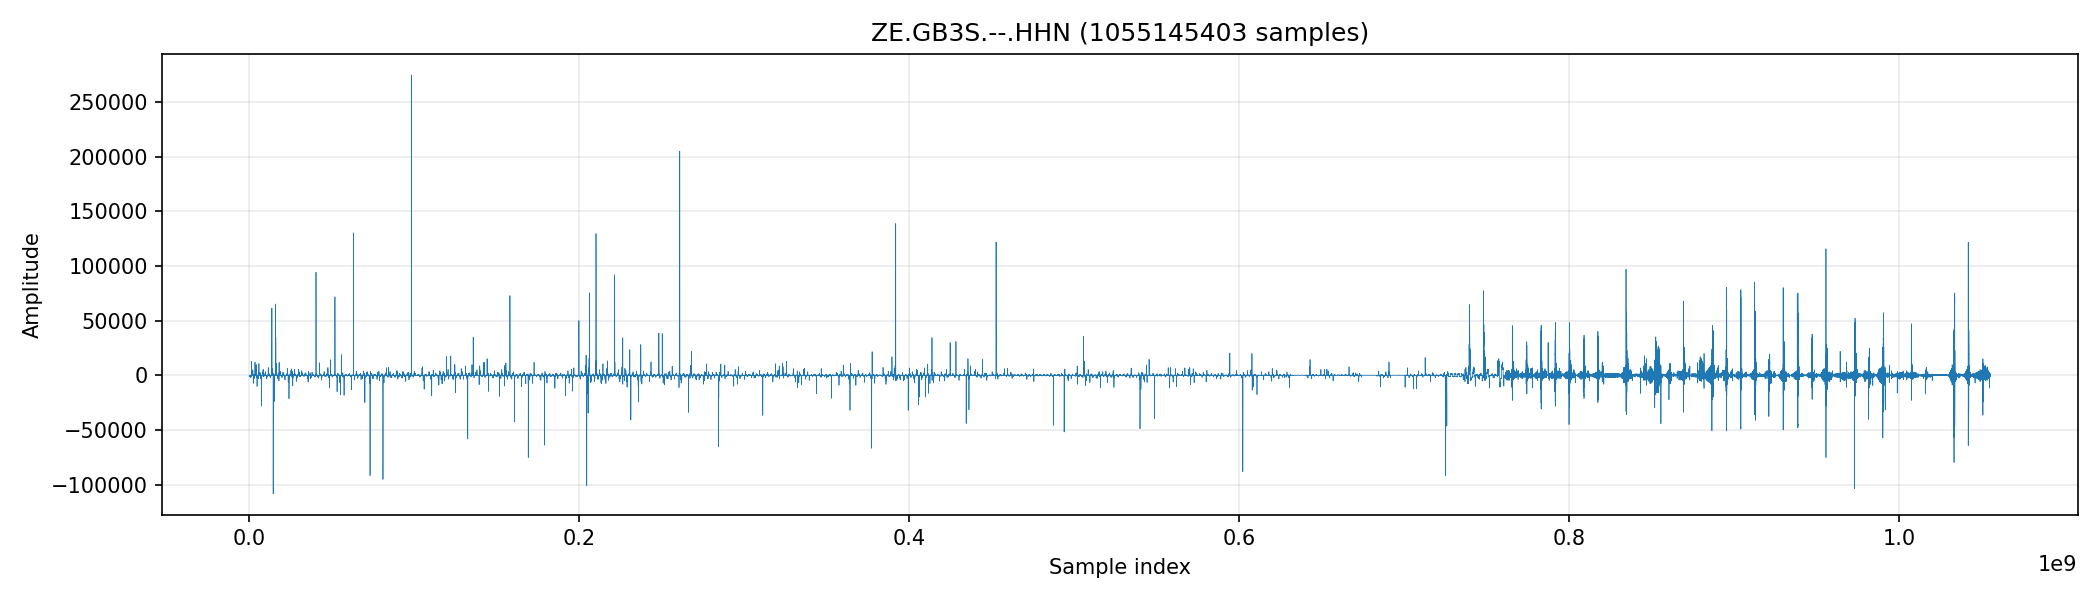 ZE.GB3S.--.HHN (1055145403 samples)
Amplitude
250000
200000
150000
100000
50000
0
−50000
−100000
0.0 0.2 0.4 0.6 0.8 1.0
1e9
Sample index